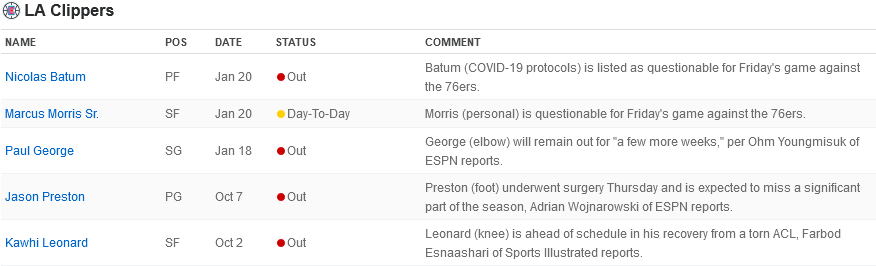 LA Clippers
NAME POS DATE STATUS COMMENT
Nicolas Batum PF Jan 20 Out Batum (COVID-19 protocols) is listed as questionable for Friday's game against
the 76ers.
Marcus Morris Sr. SF Jan 20 Day-To-Day Morris (personal) is questionable for Friday's game against the 76ers.
Paul George SG Jan 18 Out George (elbow) will remain out for "a few more weeks," per Ohm Youngmisuk of
ESPN reports.
Jason Preston PG Oct 7 Out Preston (foot) underwent surgery Thursday and is expected to miss a significant
part of the season, Adrian Wojnarowski of ESPN reports.
Kawhi Leonard SF Oct 2 Out Leonard (knee) is ahead of schedule in his recovery from a torn ACL, Farbod
Esnaashari of Sports Illustrated reports.